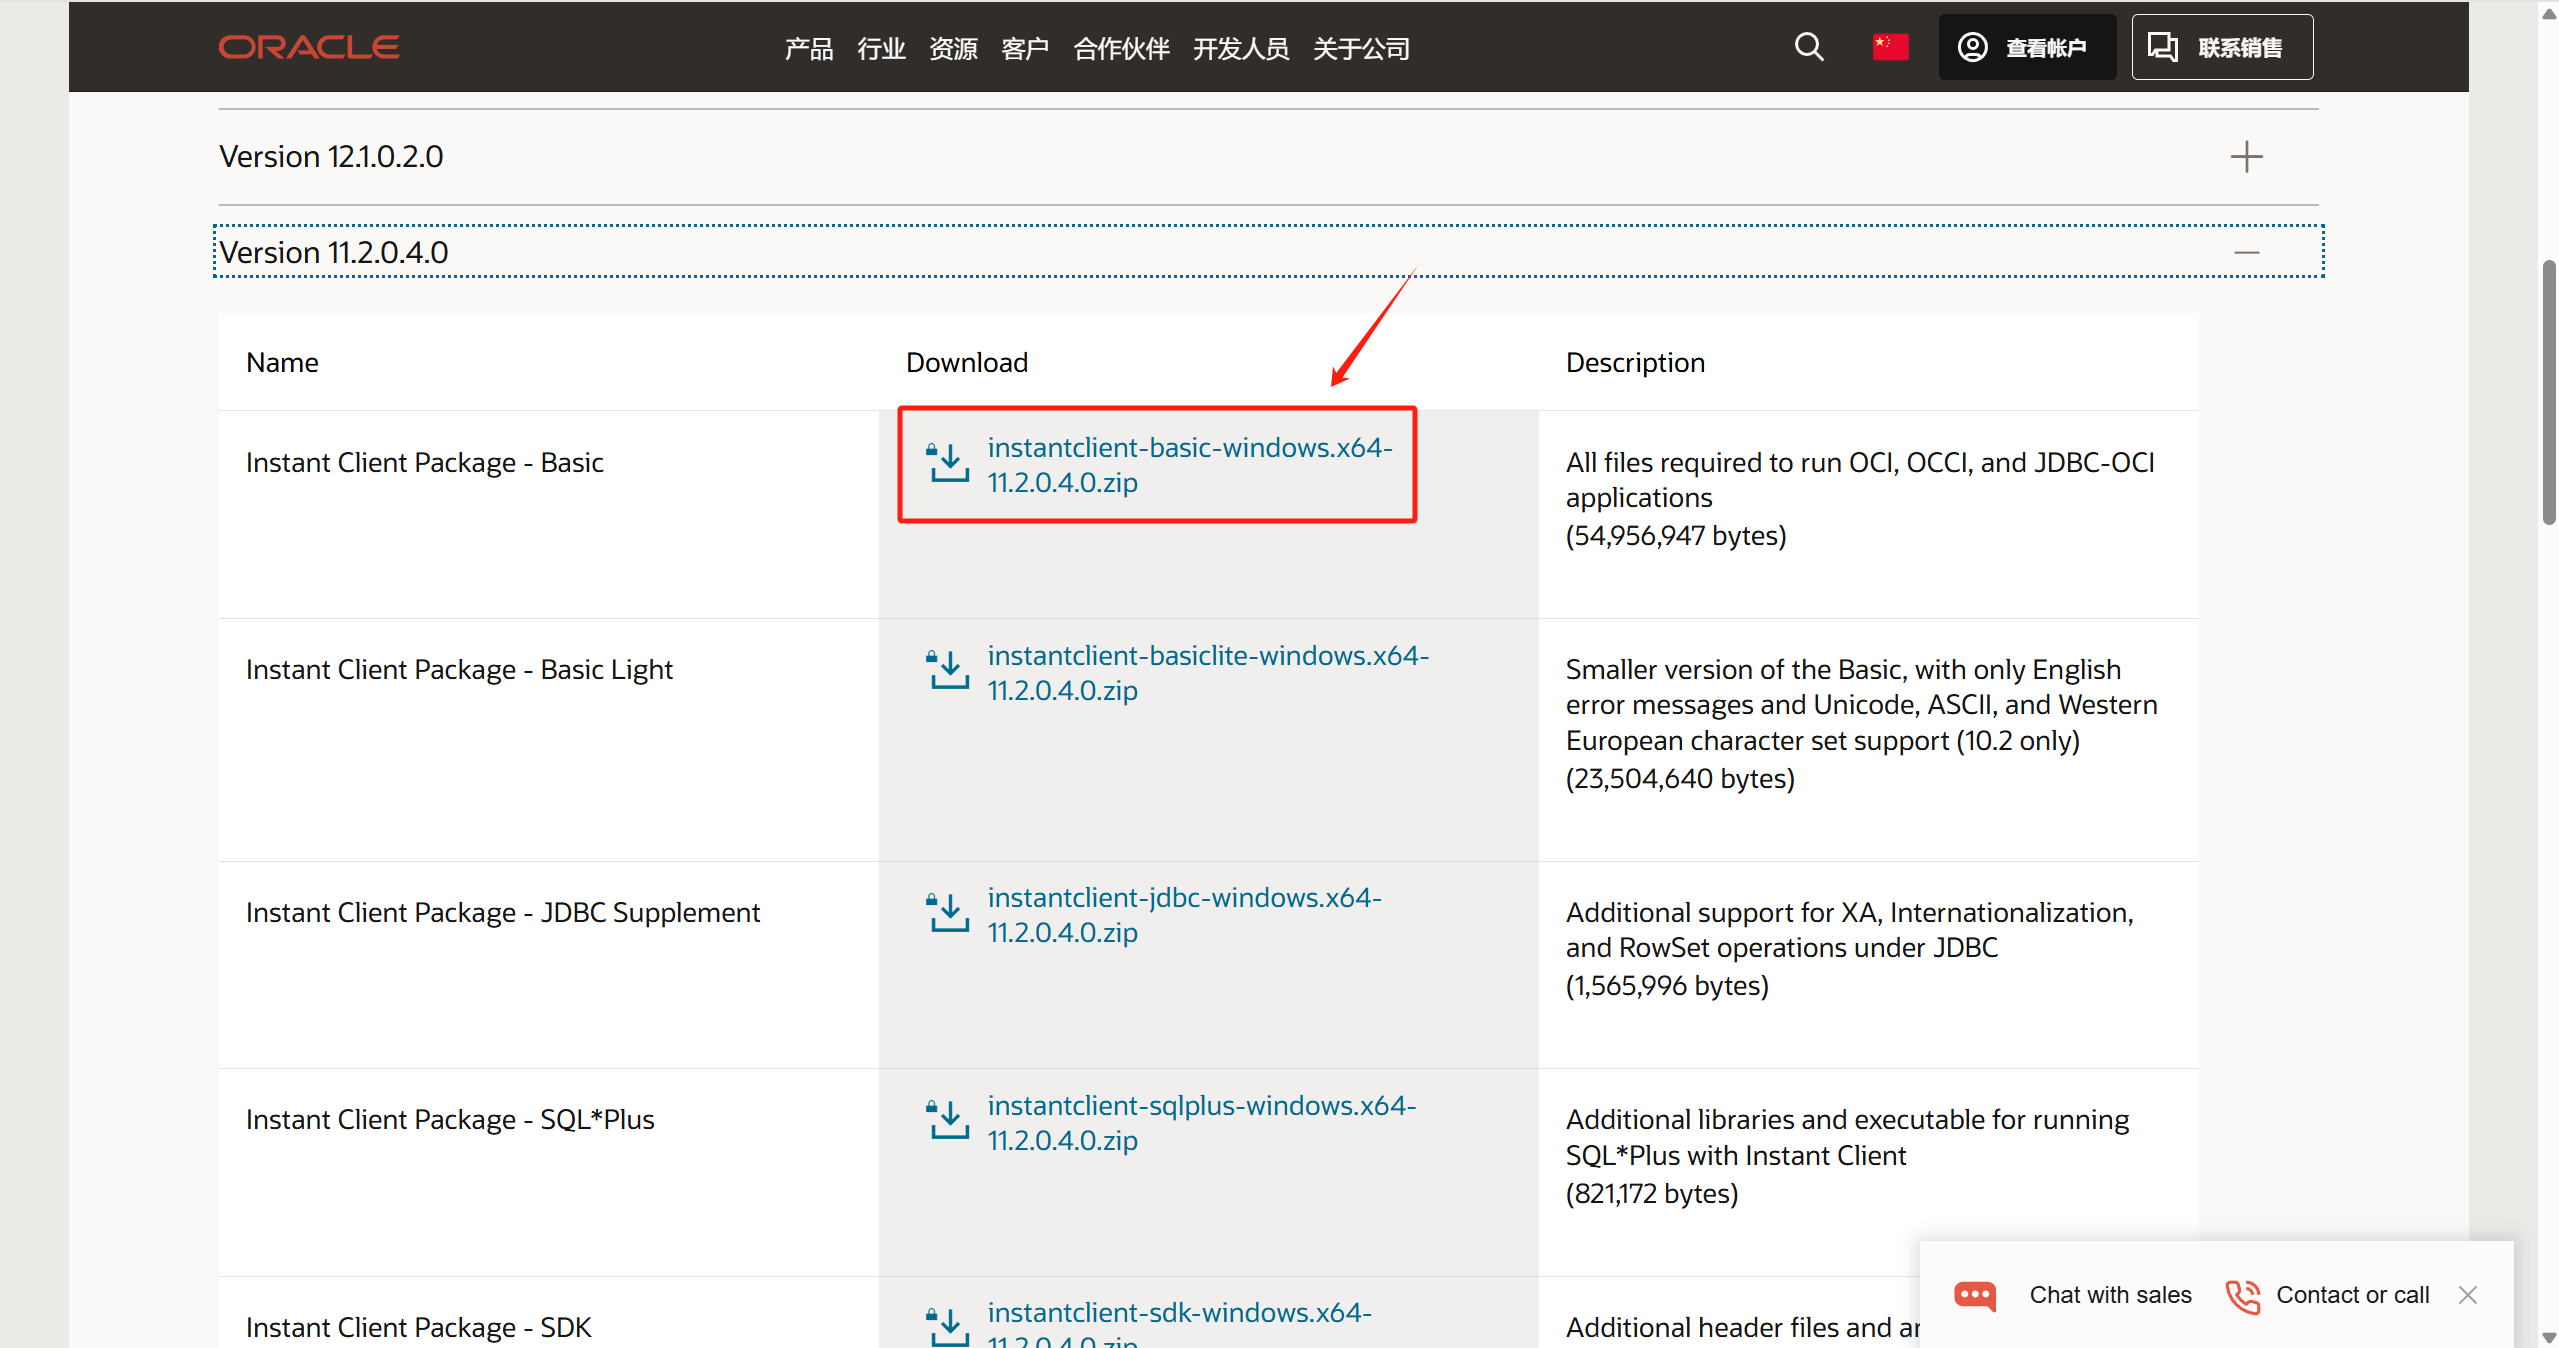 ORACLE
产品 行业 资源 客户 合作伙伴 开发人员 关于公司
查看帐户
联系销售
Version 12.1.0.2.0
Version 11.2.0.4.0
Name Download Description
Instant Client Package - Basic
instantclient-basic-windows.x64-
11.2.0.4.0.zip
All files required to run OCI, OCCI, and JDBC-OCI
applications
(54,956,947 bytes)
Instant Client Package - Basic Light
instantclient-basiclite-windows.x64-
11.2.0.4.0.zip
Smaller version of the Basic, with only English
error messages and Unicode, ASCII, and Western
European character set support (10.2 only)
(23,504,640 bytes)
Instant Client Package - JDBC Supplement
instantclient-jdbc-windows.x64-
11.2.0.4.0.zip
Additional support for XA, Internationalization,
and RowSet operations under JDBC
(1,565,996 bytes)
Instant Client Package - SQL*Plus
instantclient-sqlplus-windows.x64-
11.2.0.4.0.zip
Additional libraries and executable for running
SQL*Plus with Instant Client
(821,172 bytes)
Instant Client Package - SDK
instantclient-sdk-windows.x64-
11.2.0.4.0.zip
Additional header files and
Chat with sales
Contact or call